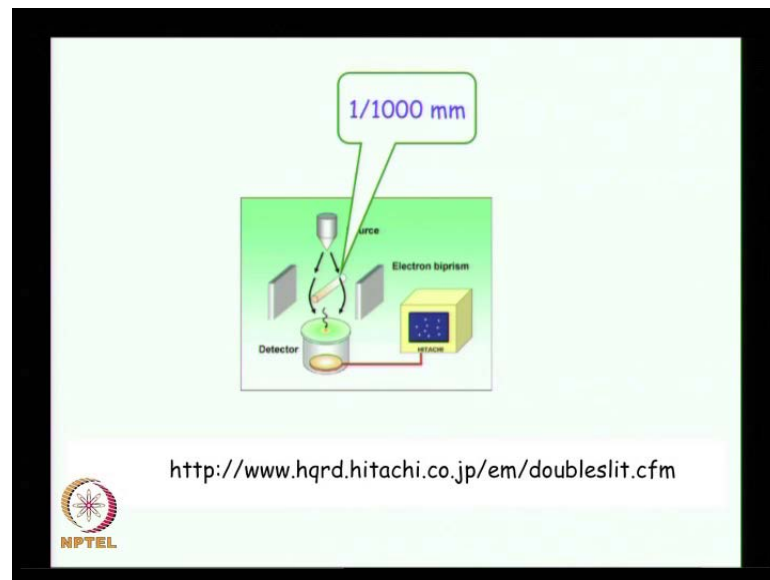 1/1000 mm
urce
Electron biprism
Detector
HITACHI
http://www.hqrd.hitachi.co.jp/em/doubleslit.cfm
NPTEL